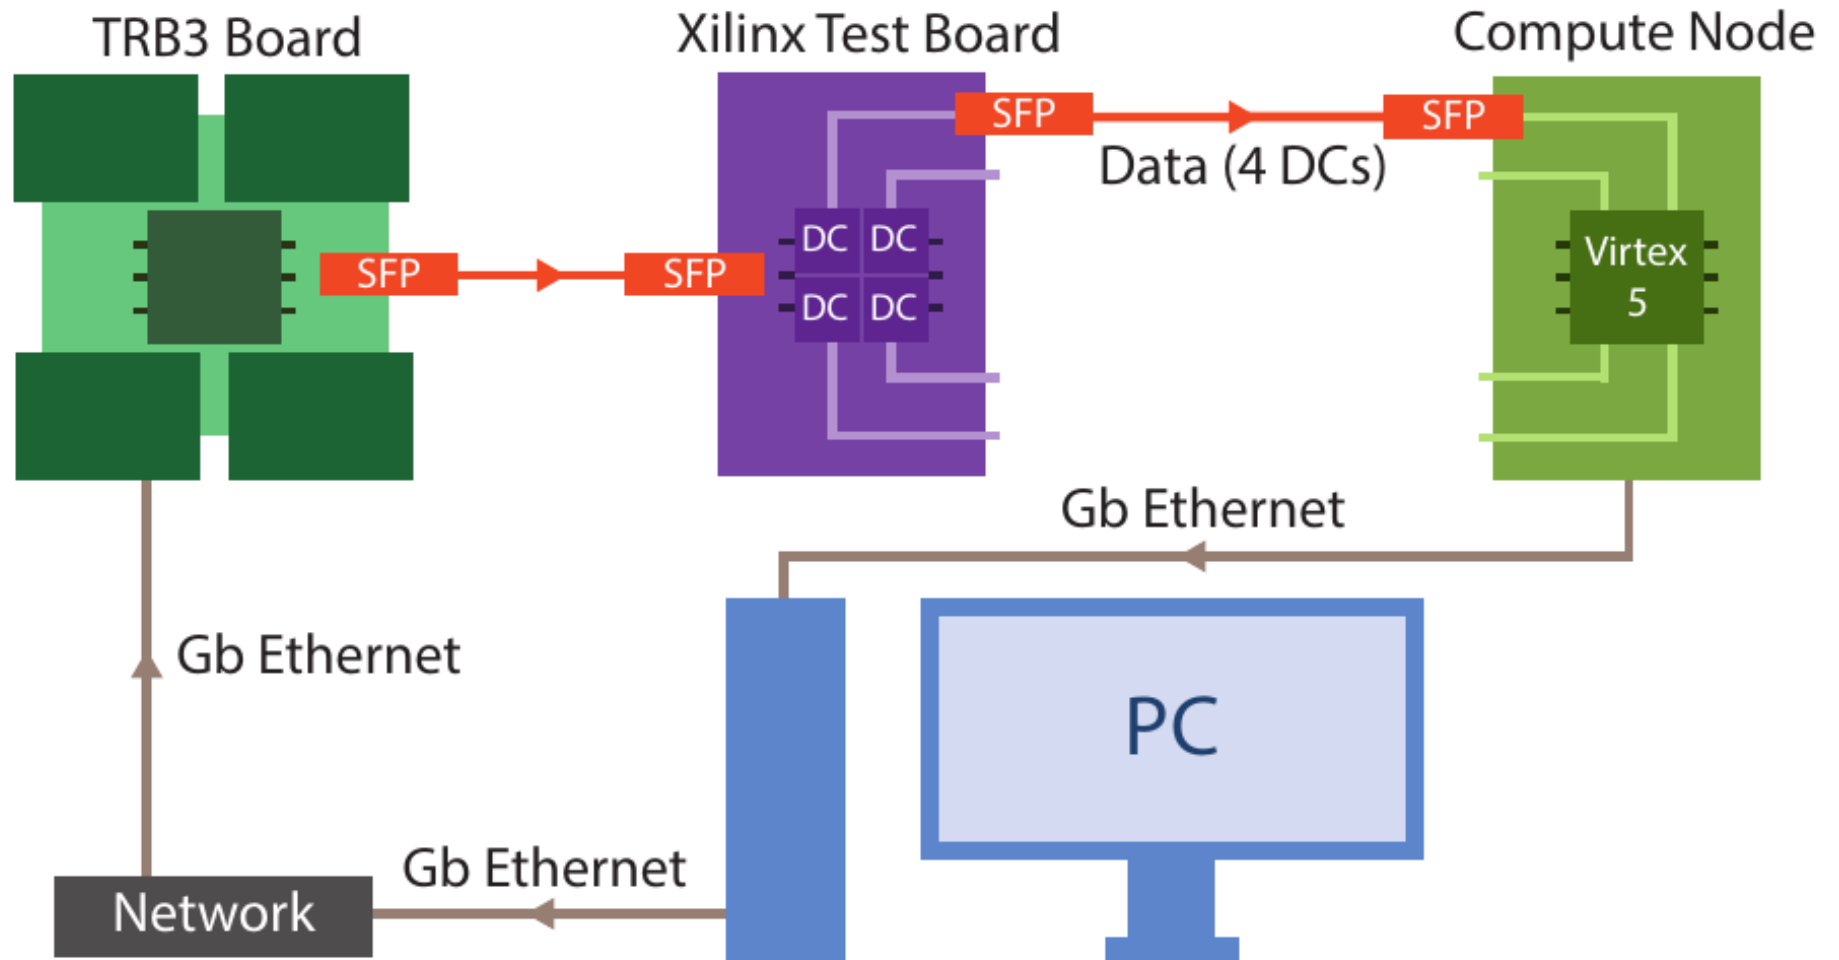 TRB3 Board
Xilinx Test Board
Compute Node
SFP
SFP
Data (4 DCs)
SFP
SFP
DC DC
DC DC
Virtex
5
Gb Ethernet
Gb Ethernet
PC
Gb Ethernet
Network